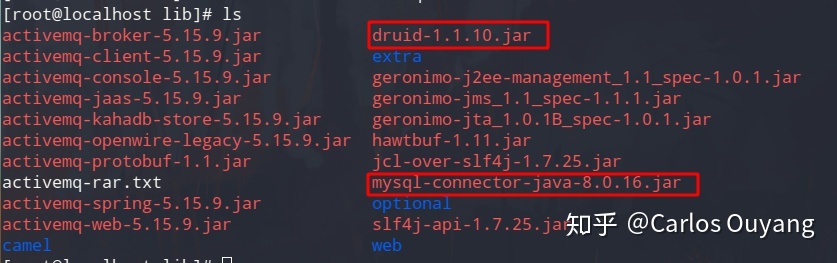 [root@localhost lib]# ls
activemq-broker-5.15.9.jar druid-1.1.10.jar
activemq-client-5.15.9.jar extra
activemq-console-5.15.9.jar geronimo-j2ee-management_1.1_spec-1.0.1.jar
activemq-jaas-5.15.9.jar geronimo-jms_1.1_spec-1.1.1.jar
activemq-kahadb-store-5.15.9.jar geronimo-jta_1.0.1B_spec-1.0.1.jar
activemq-openwire-legacy-5.15.9.jar hawtbuf-1.11.jar
activemq-protobuf-1.1.jar jcl-over-slf4j-1.7.25.jar
activemq-rar.txt mysql-connector-java-8.0.16.jar
activemq-spring-5.15.9.jar optional
activemq-web-5.15.9.jar slf4j-api-1.7.25.jar
camel web
知乎 @Carlos Ouyang
[root@localhost lib]#